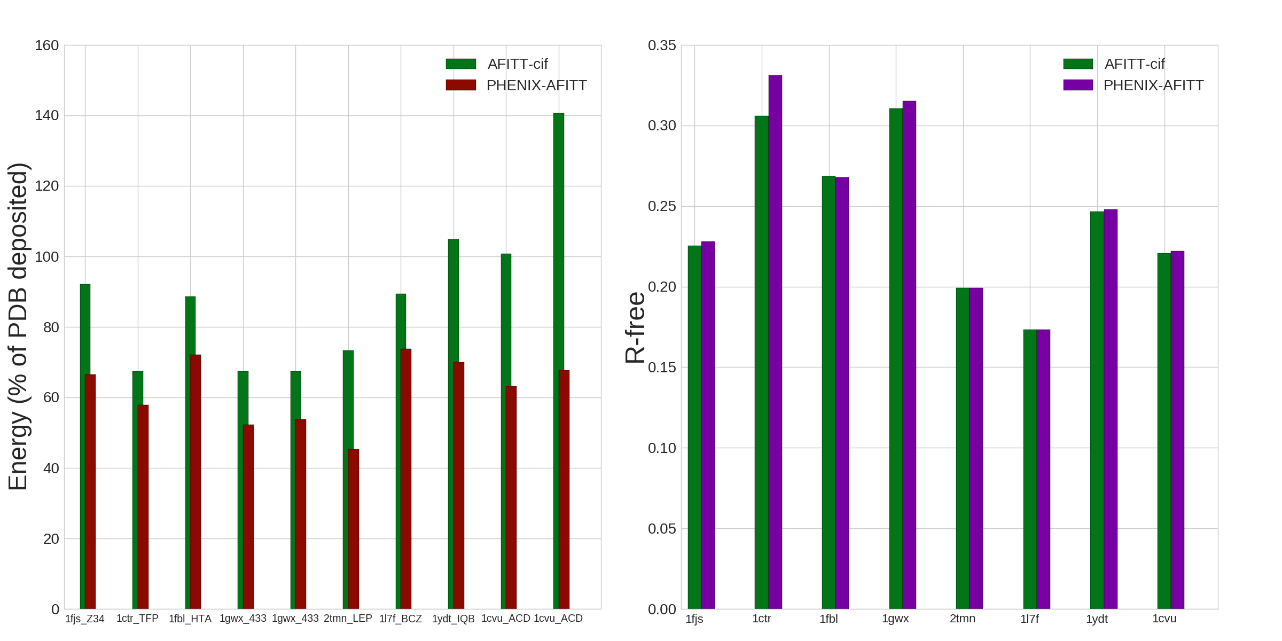 Energy (% of PDB deposited)
160
140
120
100
80
60
40
20
0
AFITT-cif
PHENIX-AFITT
1fjs_Z34 1ctr_TFP 1fbl_HTA 1gwx_433 1gwx_433 2tmn_LEP 1l7f_BCZ 1ydt_IQB 1cvu_ACD 1cvu_ACD
R-free
0.35
0.30
0.25
0.20
0.15
0.10
0.05
0.00
AFITT-cif
PHENIX-AFITT
1fjs 1ctr 1fbl 1gwx 2tmn 1l7f 1ydt 1cvu